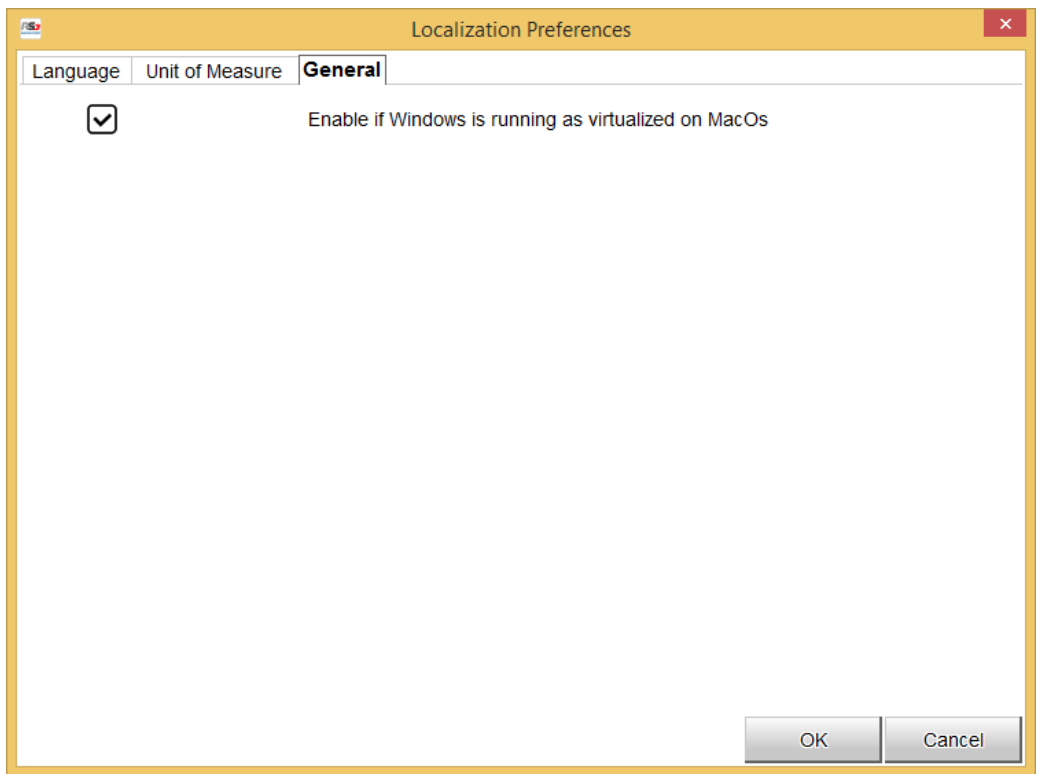 Localization Preferences
Language Unit of Measure General
Enable if Windows is running as virtualized on MacOs
OK Cancel